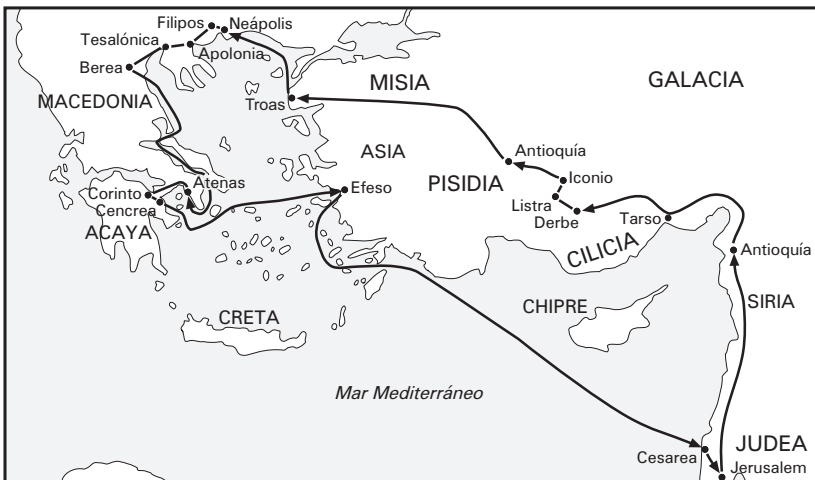 Filipos
Neápolis
Tesalónica
Apolonia
Berea
MISIA
GALACIA
MACEDONIA
Troas
ASIA
Antioquía
Iconio
PISIDIA
Atenas
Efeso
Corinto
Cencrea
Listra
Derbe
Tarso
ACAYA
CILICIA
Antioquía
CRETA
CHIPRE
SIRIA
Mar Mediterráneo
JUDEA
Cesarea
Jerusalem